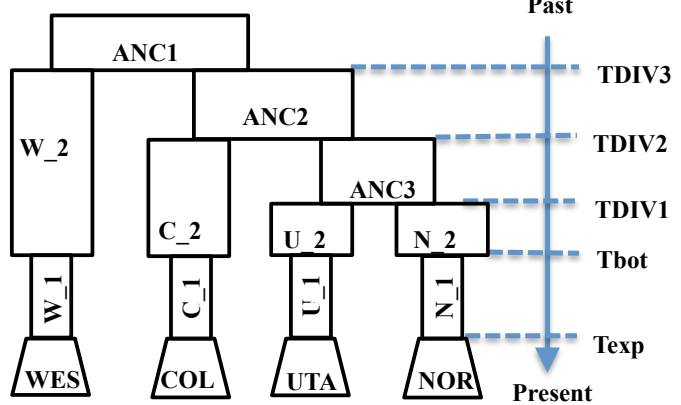 Past
ANC1
TDIV3
ANC2
W_2
TDIV2
ANC3
TDIV1
C_2
U_2
N_2
Tbot
W_1
C_1
U_1
N_1
Texp
WES
COL
UTA
NOR
Present